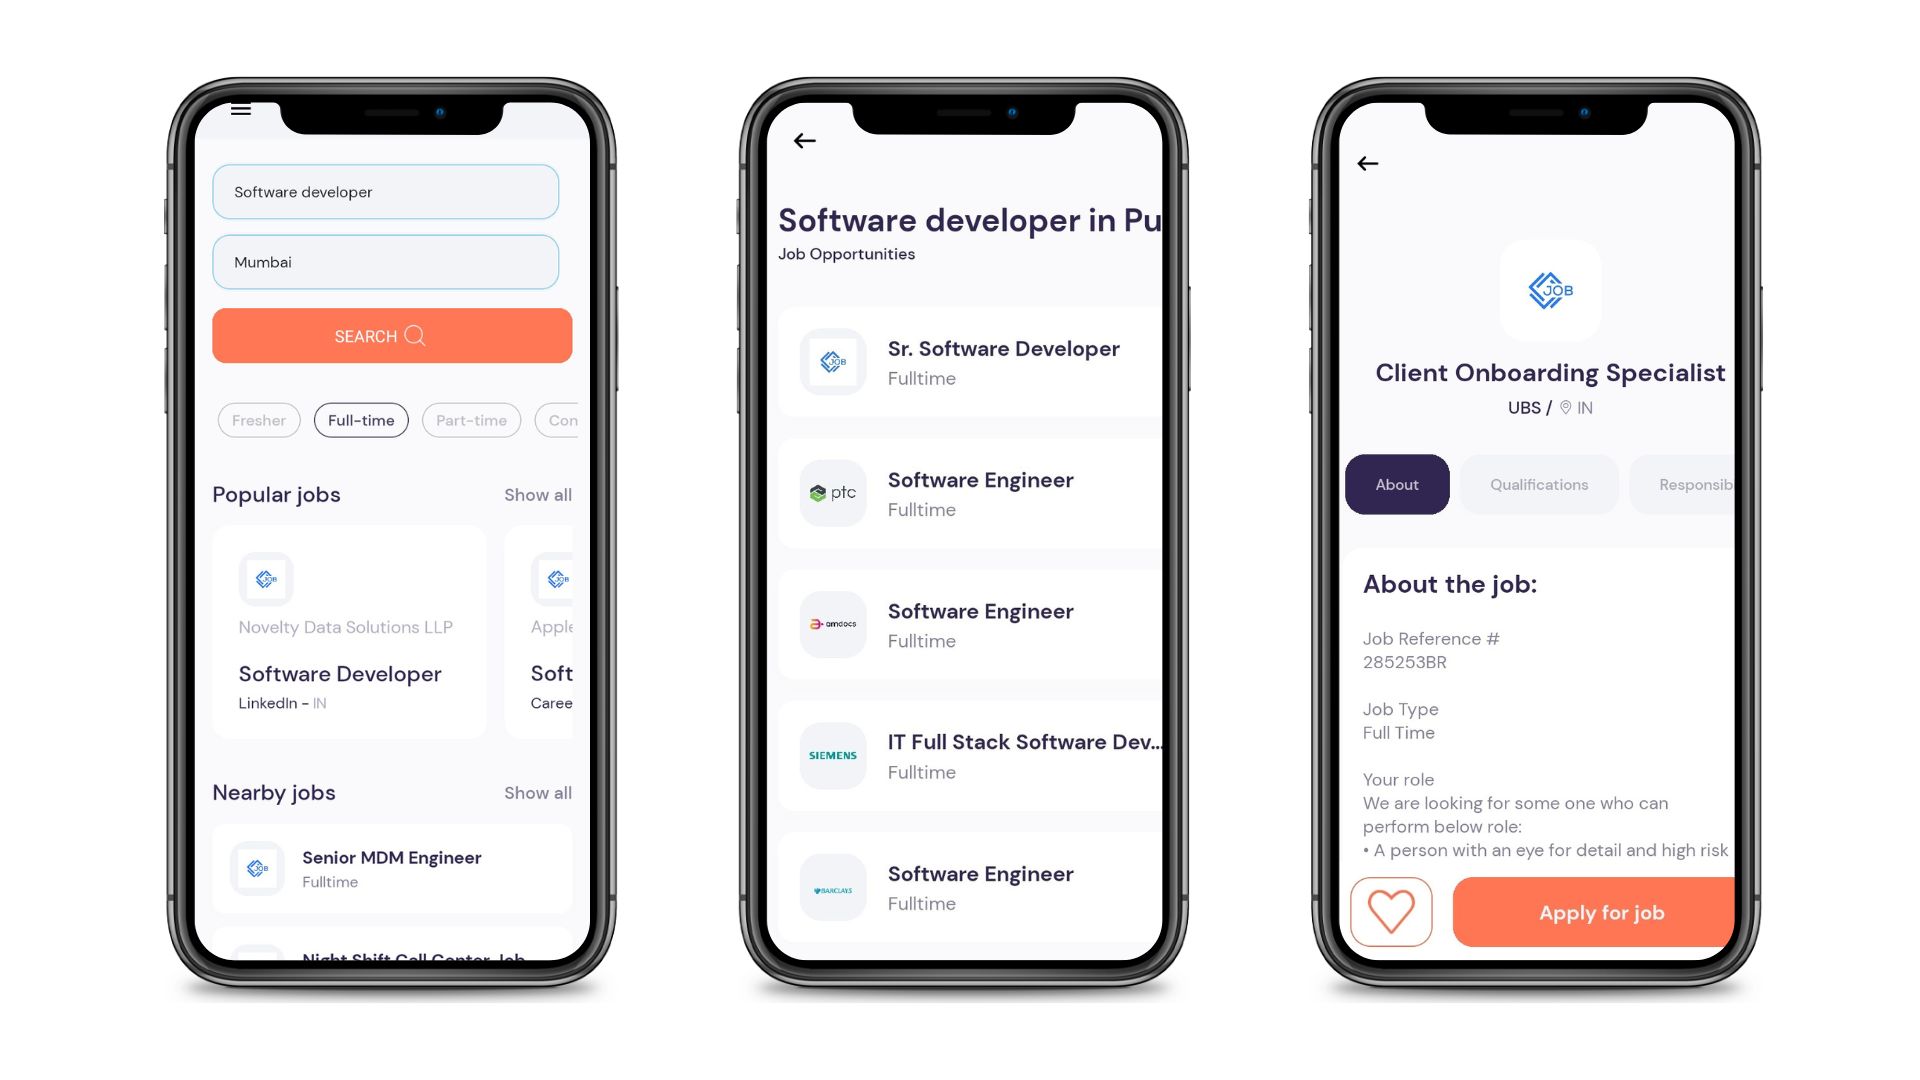 Software developer
Mumbai
SEARCH
Fresher Full-time Part-time Con
Popular jobs Show all
JOB JOB
Novelty Data Solutions LLP Apple
Software Developer Soft
LinkedIn - IN Caree
Nearby jobs Show all
JOB
Senior MDM Engineer
Fulltime
Night Shift Call Center Job
Software developer in Pu
Job Opportunities
JOB
Sr. Software Developer
Fulltime
ptc
Software Engineer
Fulltime
amdocs
Software Engineer
Fulltime
SIEMENS
IT Full Stack Software Dev...
Fulltime
BARCLAYS
Software Engineer
Fulltime
JOB
Client Onboarding Specialist
UBS / IN
About Qualifications Responsib
About the job:
Job Reference #
285253BR
Job Type
Full Time
Your role
We are looking for some one who can
perform below role:
• A person with an eye for detail and high risk
Apply for job